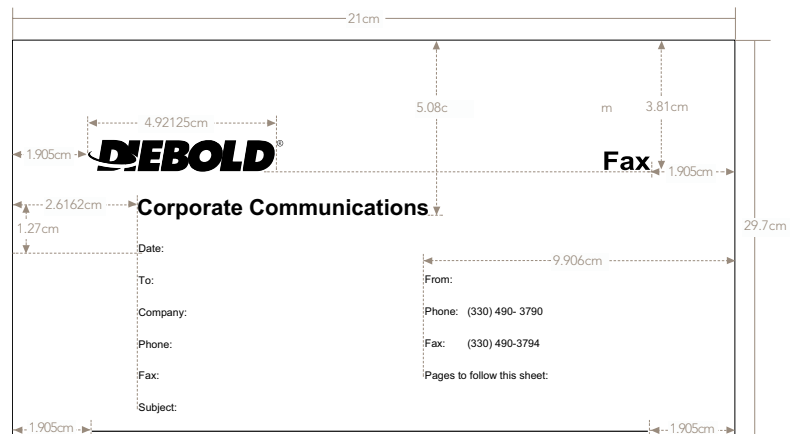 21cm
5.08c m 3.81cm
4.92125cm
1.905cm DIEBOLD® Fax 1.905cm
2.6162cm Corporate Communications
1.27cm 29.7cm
Date:
9.906cm
To: From:
Company: Phone: (330) 490- 3790
Phone: Fax: (330) 490-3794
Fax: Pages to follow this sheet:
Subject:
1.905cm 1.905cm